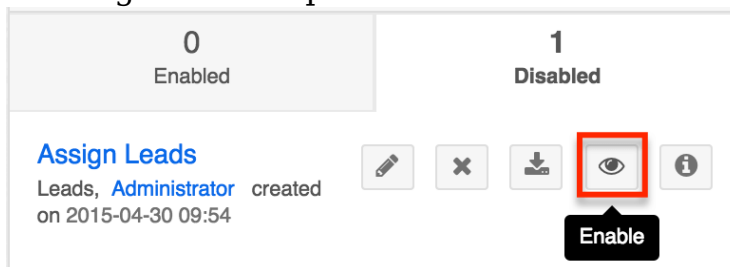 0
Enabled
1
Disabled
Assign Leads
Leads, Administrator created
on 2015-04-30 09:54
Enable